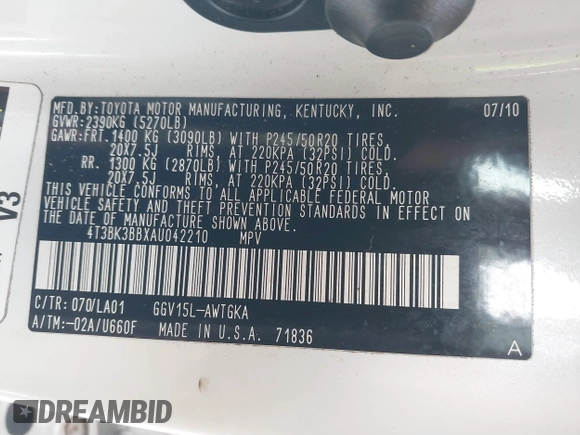 MFD.BY:TOYOTA MOTOR MANUFACTURING, KENTUCKY, INC. 07/10
GVWR:2390KG (5270LB)
GAWR:FRT. 1400 KG (3090LB) WITH P245/50R20 TIRES,
20X7.5J RIMS, AT 220KPA (32PSI) COLD.
RR. 1300 KG (2870LB) WITH P245/50R20 TIRES,
20X7.5J RIMS, AT 220KPA (32PSI) COLD.
THIS VEHICLE CONFORMS TO ALL APPLICABLE FEDERAL MOTOR
VEHICLE SAFETY AND THEFT PREVENTION STANDARDS IN EFFECT ON
THE DATE OF MANUFACTURE SHOWN ABOVE.
4T3BK3BBXAU042210 MPV
C/TR: 070/LA01 GGV15L-AWTGKA
A/TM:-02A/U660F MADE IN U.S.A. 71836
A
V3
DREAMBID